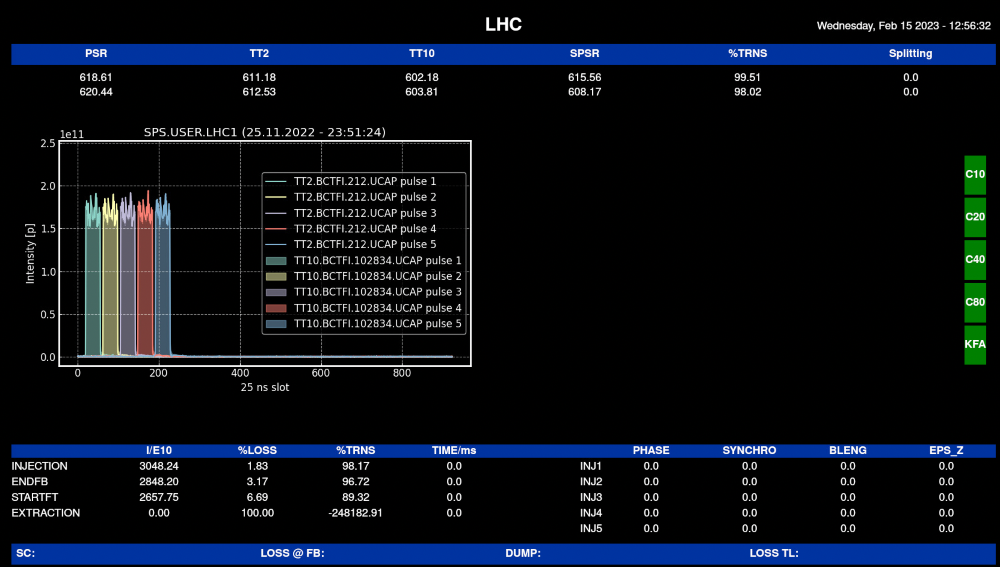 LHC
Wednesday, Feb 15 2023 - 12:56:32
PSR TT2 TT10 SPSR %TRNS Splitting
618.61 611.18 602.18 615.56 99.51 0.0
620.44 612.53 603.81 608.17 98.02 0.0
SPS.USER.LHC1 (25.11.2022 - 23:51:24)
1e11
2.5
2.0
1.5
1.0
0.5
0.0
Intensity [p]
TT2.BCTFI.212.UCAP pulse 1
TT2.BCTFI.212.UCAP pulse 2
TT2.BCTFI.212.UCAP pulse 3
TT2.BCTFI.212.UCAP pulse 4
TT2.BCTFI.212.UCAP pulse 5
TT10.BCTFI.102834.UCAP pulse 1
TT10.BCTFI.102834.UCAP pulse 2
TT10.BCTFI.102834.UCAP pulse 3
TT10.BCTFI.102834.UCAP pulse 4
TT10.BCTFI.102834.UCAP pulse 5
0 200 400 600 800
25 ns slot
C10
C20
C40
C80
KFA
I/E10 %LOSS %TRNS TIME/ms PHASE SYNCHRO BLENG EPS_Z
INJECTION 3048.24 1.83 98.17 0.0 INJ1 0.0 0.0 0.0 0.0
ENDFB 2848.20 3.17 96.72 0.0 INJ2 0.0 0.0 0.0 0.0
STARTFT 2657.75 6.69 89.32 0.0 INJ3 0.0 0.0 0.0 0.0
EXTRACTION 0.00 100.00 -248182.91 0.0 INJ4 0.0 0.0 0.0 0.0
INJ5 0.0 0.0 0.0 0.0
SC: LOSS @ FB: DUMP: LOSS TL: